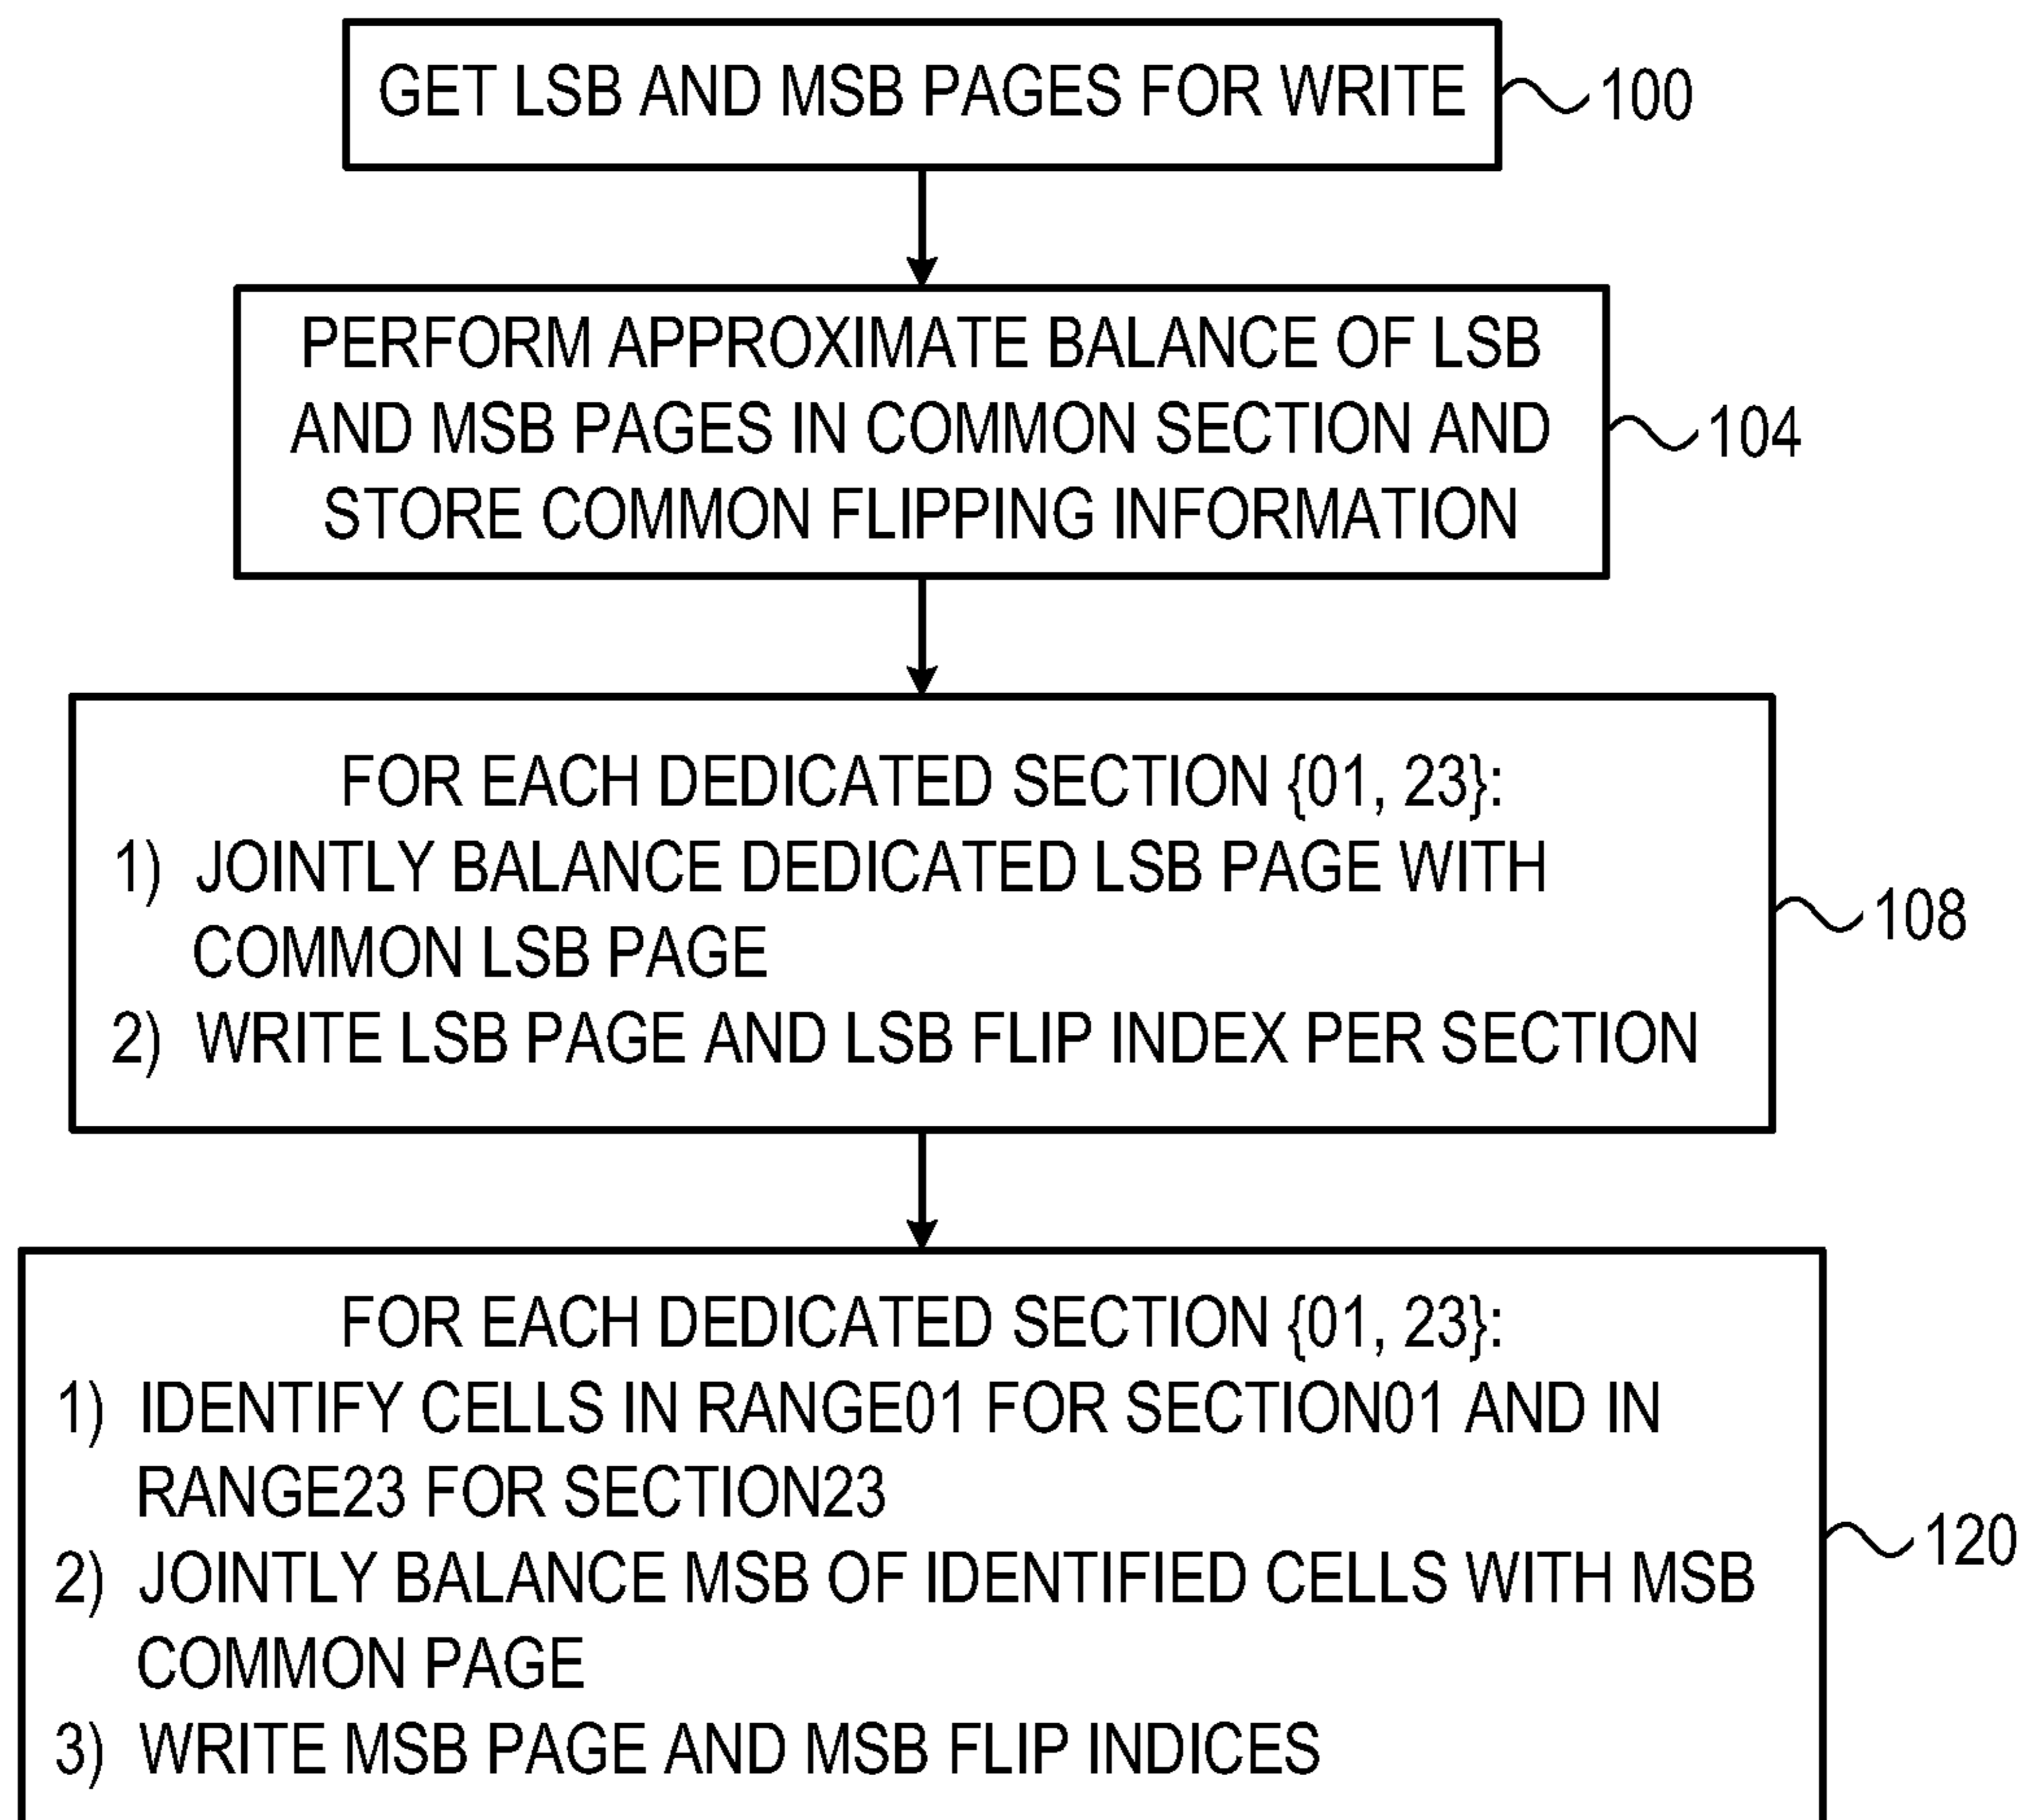 GET LSB AND MSB PAGES FOR WRITE
100
PERFORM APPROXIMATE BALANCE OF LSB
AND MSB PAGES IN COMMON SECTION AND
STORE COMMON FLIPPING INFORMATION
104
FOR EACH DEDICATED SECTION {01, 23}:
1) JOINTLY BALANCE DEDICATED LSB PAGE WITH
COMMON LSB PAGE
2) WRITE LSB PAGE AND LSB FLIP INDEX PER SECTION
108
FOR EACH DEDICATED SECTION {01, 23}:
1) IDENTIFY CELLS IN RANGE01 FOR SECTION01 AND IN
RANGE23 FOR SECTION23
2) JOINTLY BALANCE MSB OF IDENTIFIED CELLS WITH MSB
COMMON PAGE
3) WRITE MSB PAGE AND MSB FLIP INDICES
120